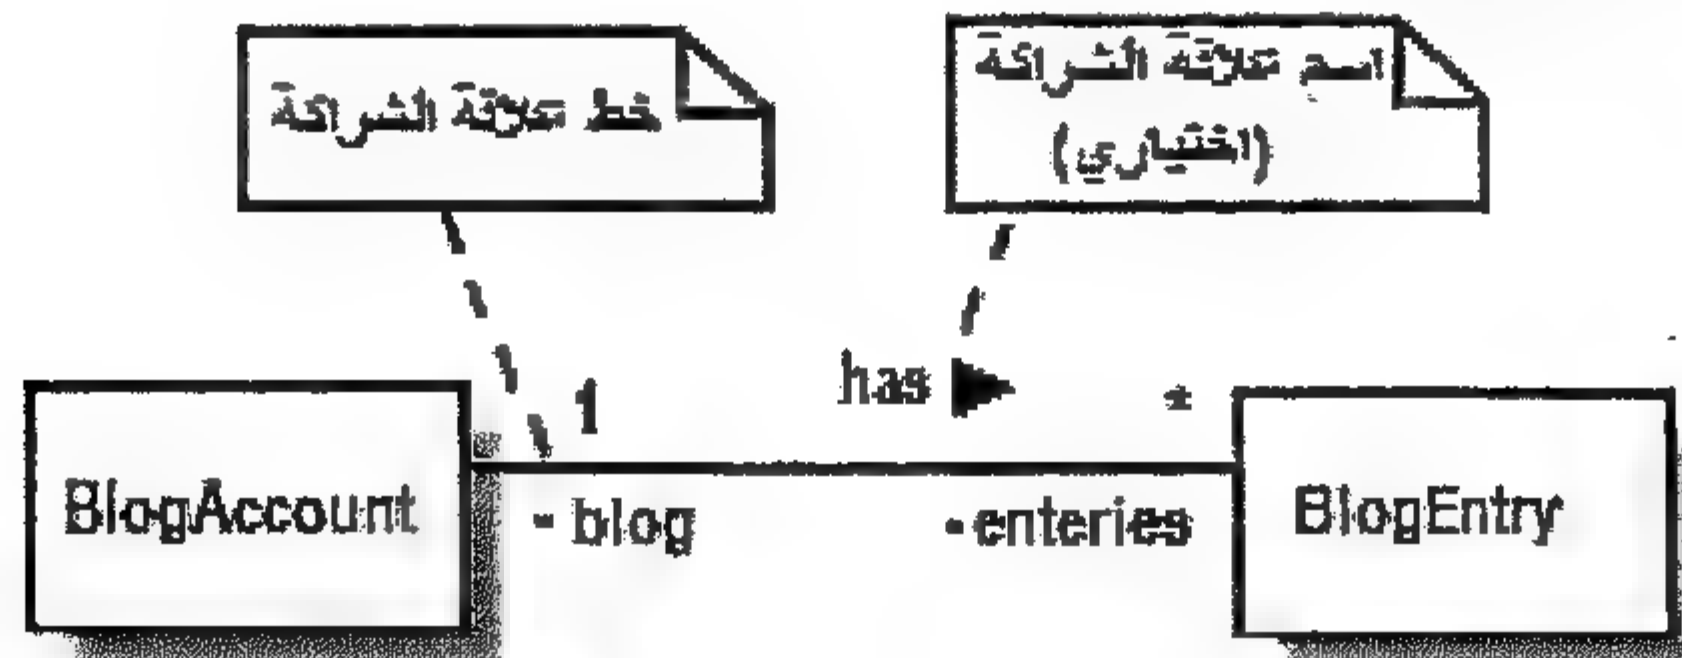 خط علاقة الشراكة
اسم علاقة الشراكة
(اختياري)
1
has
*
BlogAccount
- blog
- enteries
BlogEntry